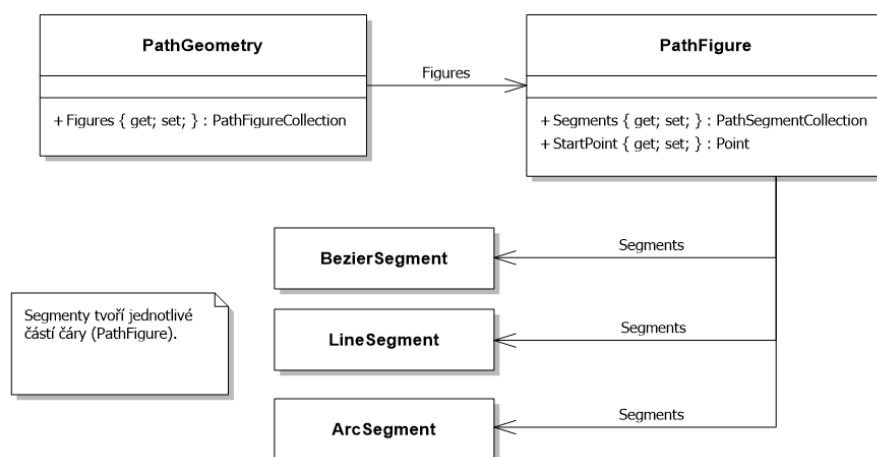 PathGeometry
+ Figures { get; set; } : PathFigureCollection
Figures
PathFigure
+ Segments { get; set; } : PathSegmentCollection
+ StartPoint { get; set; } : Point
BezierSegment
Segments
Segmenty tvoří jednotlivé
částí čáry (PathFigure).
LineSegment
Segments
ArcSegment
Segments